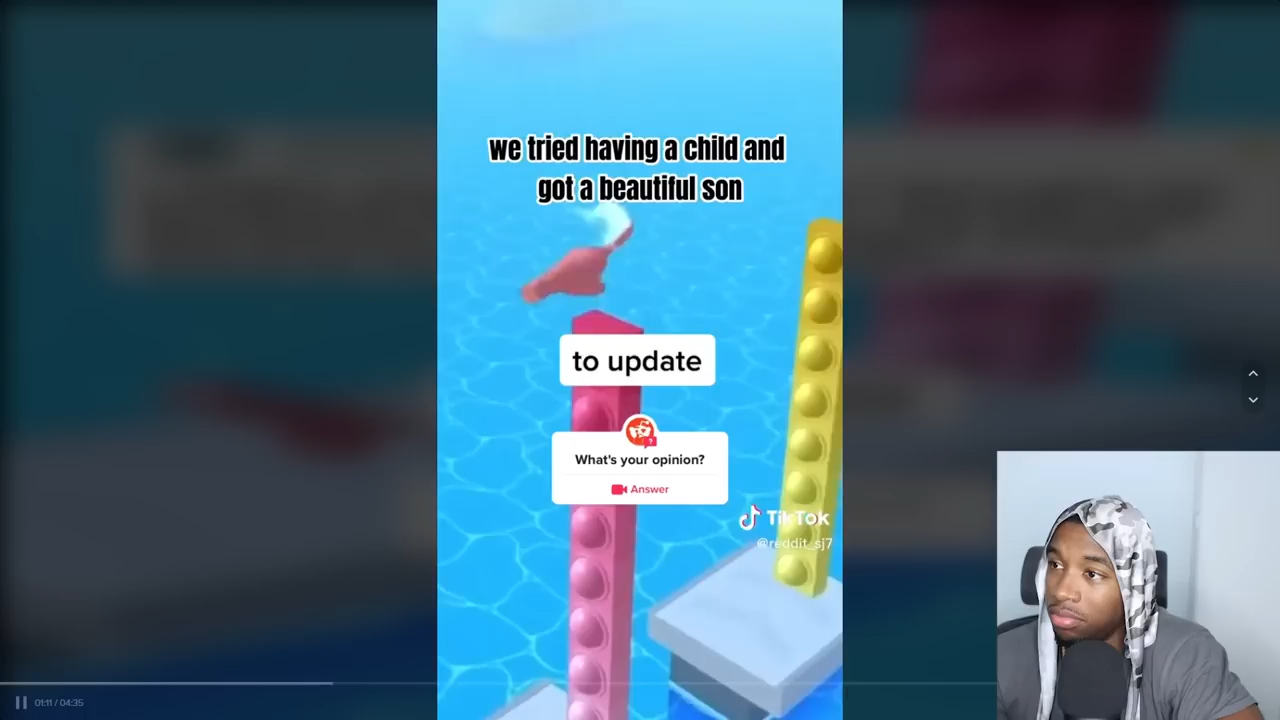 we tried having a child and
got a beautiful son
to update
What's your opinion?
Answer
TikTok
@reddit_sj7
01:11 / 04:35